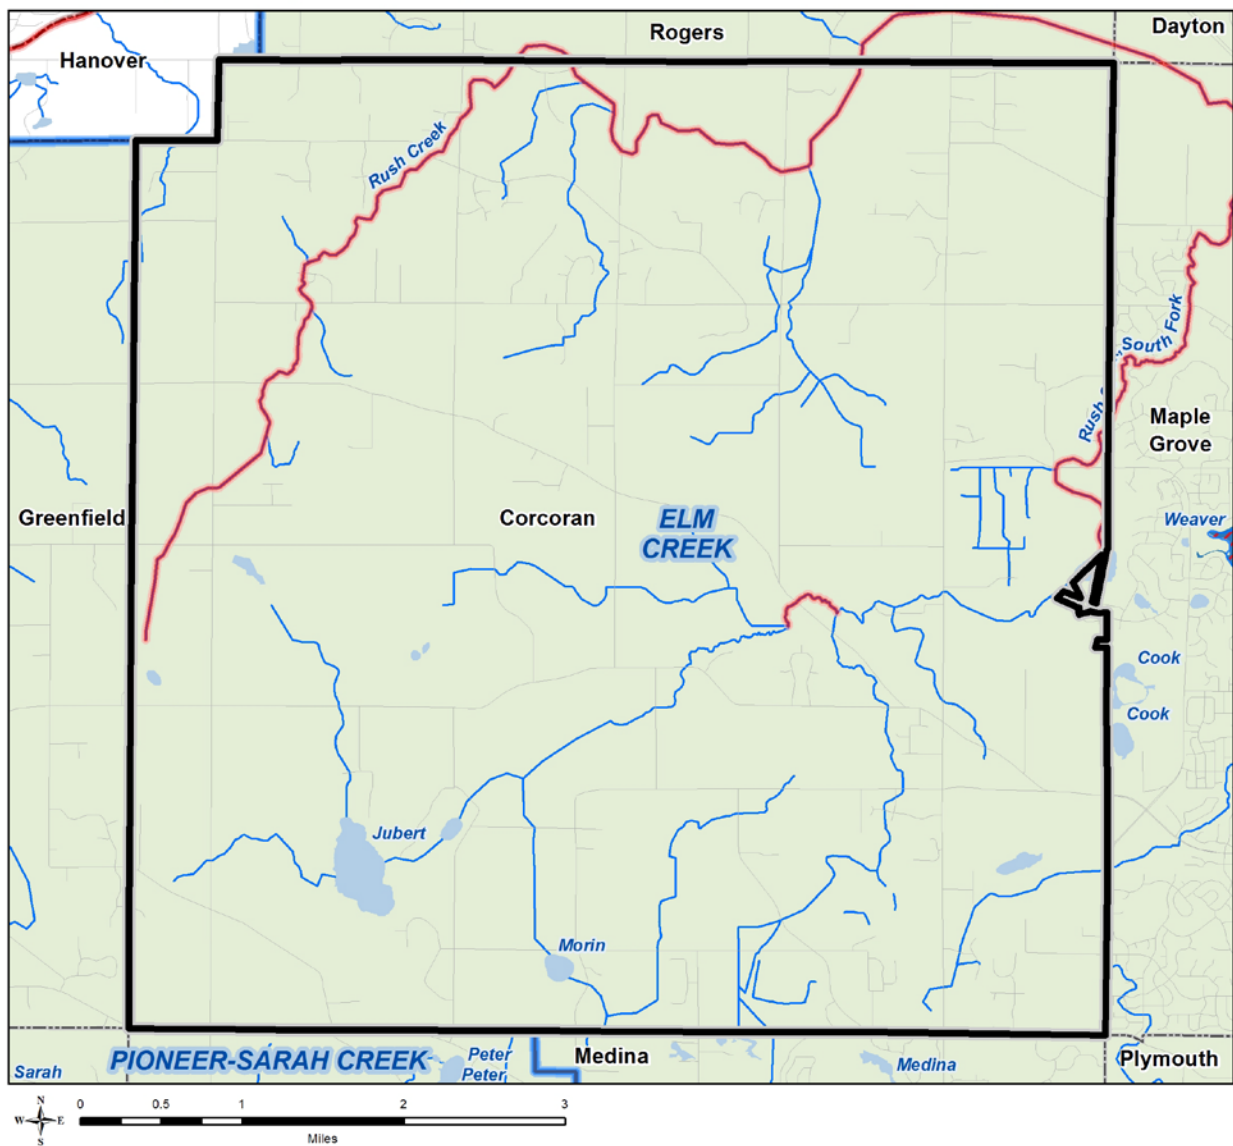 Rogers
Dayton
Hanover
Rush Creek
South Fork
Rush
Maple
Grove
Greenfield
Corcoran
ELM
CREEK
Weaver
Cook
Cook
Jubert
Morin
PIONEER-SARAH CREEK
Peter
Peter
Medina
Medina
Plymouth
Sarah
N
W E
S
0 0.5 1 2 3
Miles